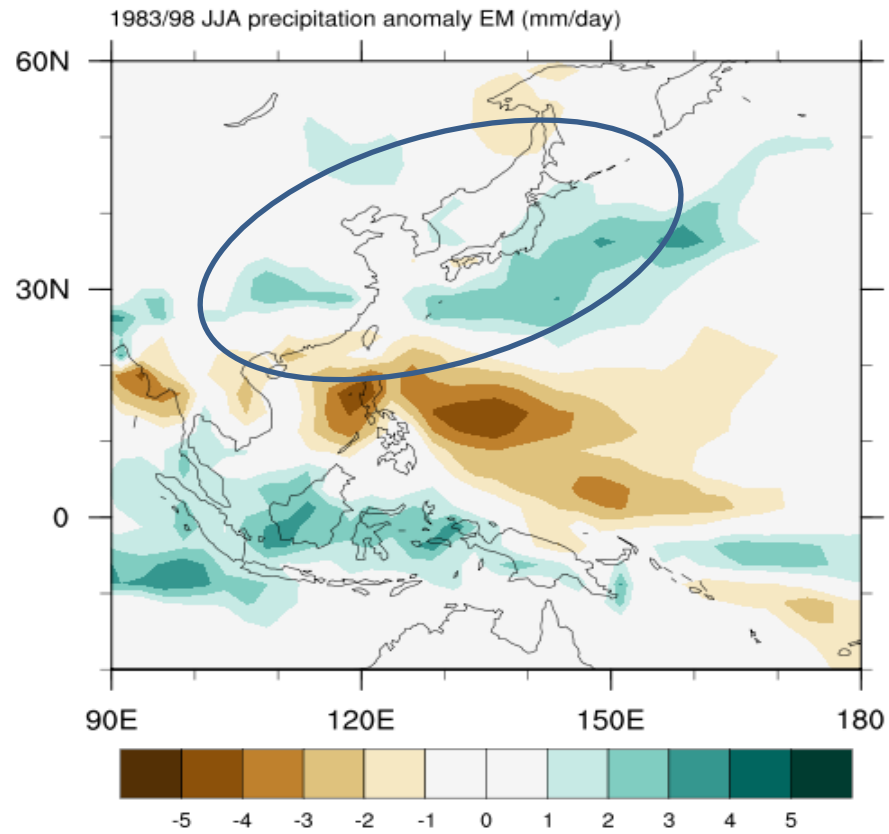 1983/98 JJA precipitation anomaly EM (mm/day)
60N
30N
0
90E 120E 150E 180
-5 -4 -3 -2 -1 0 1 2 3 4 5